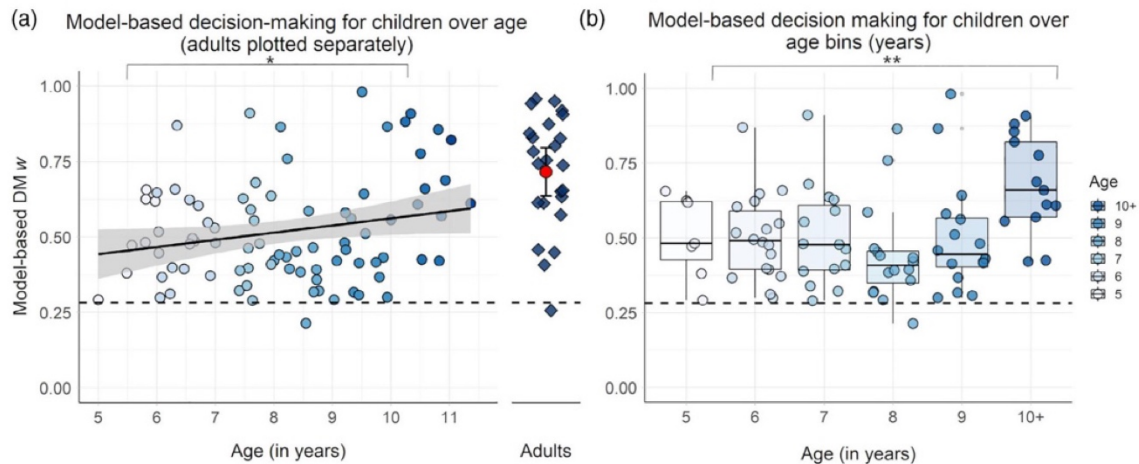 (a)
Model-based decision-making for children over age
(adults plotted separately)
*
Model-based DM w
1.00
0.75
0.50
0.25
0.00
5 6 7 8 9 10 11
Age (in years)
Adults
(b)
Model-based decision making for children over
age bins (years)
**
1.00
0.75
0.50
0.25
0.00
5 6 7 8 9 10+
Age (in years)
Age
10+
9
8
7
6
5